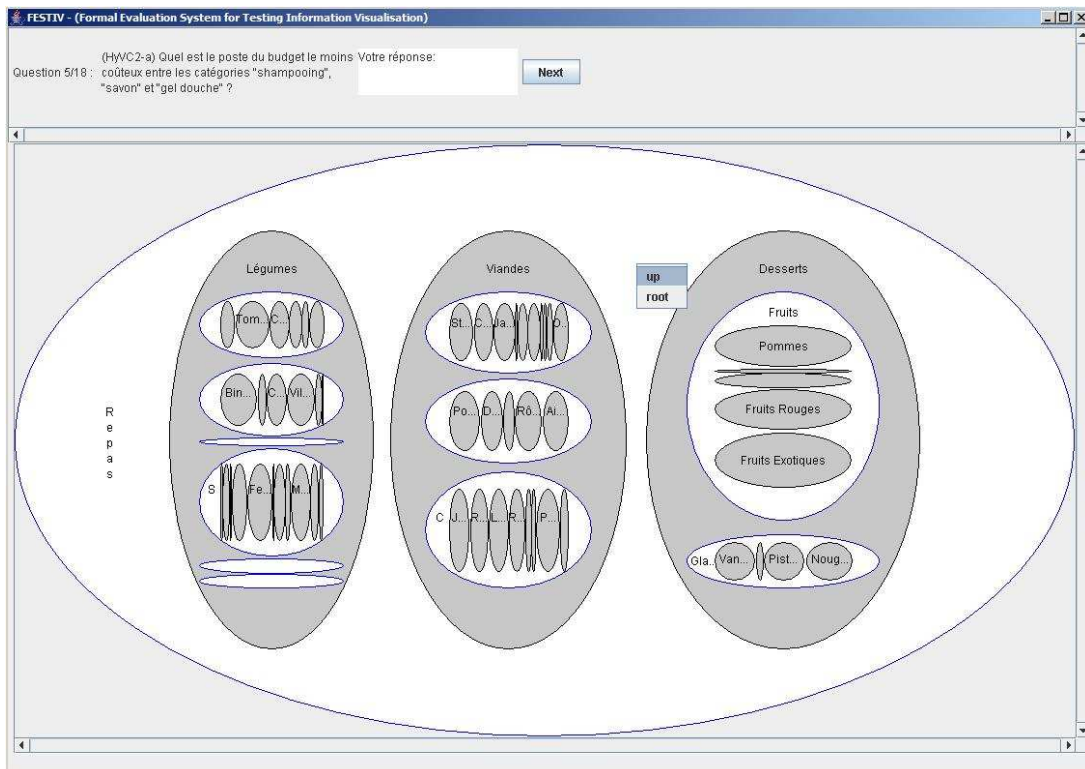 FESTIV - (Formal Evaluation System for Testing Information Visualisation)
Question 5/18 :
(HyVC2-a) Quel est le poste du budget le moins
coûteux entre les catégories "shampooing",
"savon" et "gel douche" ?
Votre réponse:
Next
Repas
Légumes
Tom...
C...
Bin...
C...
Vil...
S
Fe...
M...
Viandes
St...
C...
Ja...
D...
Po...
D...
Rô...
Ai...
C
J...
R...
L...
R...
P...
up
root
Desserts
Fruits
Pommes
Fruits Rouges
Fruits Exotiques
Gla...
Van...
Pist...
Noug...